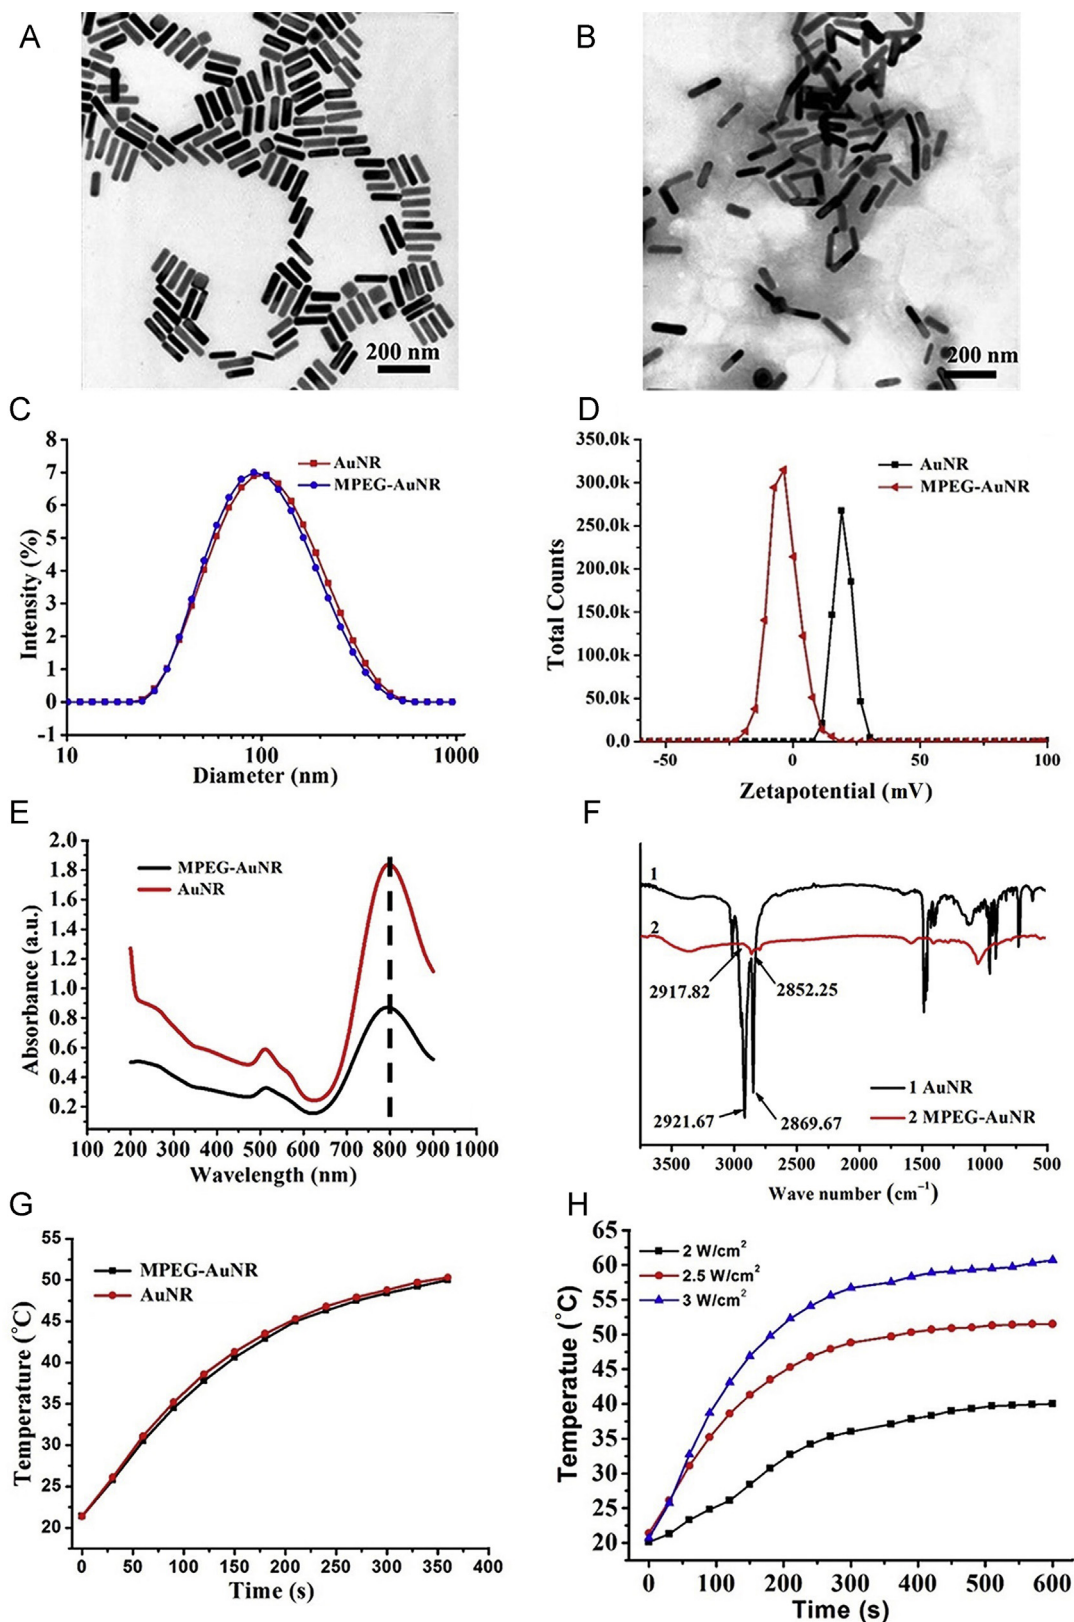 A
B
200 nm
200 nm
C
D
8
7
6
5
4
3
2
1
0
-1
Intensity (%)
AuNR
MPEG-AuNR
10
100
1000
Diameter (nm)
350.0k
300.0k
250.0k
200.0k
150.0k
100.0k
50.0k
0.0
Total Counts
AuNR
MPEG-AuNR
-50
0
50
100
Zetapotential (mV)
E
F
2.0
1.8
1.6
1.4
1.2
1.0
0.8
0.6
0.4
0.2
Absorbance (a.u.)
MPEG-AuNR
AuNR
100 200 300 400 500 600 700 800 900 1000
Wavelength (nm)
1
2
2917.82
2852.25
2921.67
2869.67
1 AuNR
2 MPEG-AuNR
3500 3000 2500 2000 1500 1000 500
Wave number (cm⁻¹)
G
H
55
50
45
40
35
30
25
20
Temperature (°C)
MPEG-AuNR
AuNR
0 50 100 150 200 250 300 350 400
Time (s)
65
60
55
50
45
40
35
30
25
20
Temperatue (°C)
2 W/cm²
2.5 W/cm²
3 W/cm²
0 100 200 300 400 500 600
Time (s)